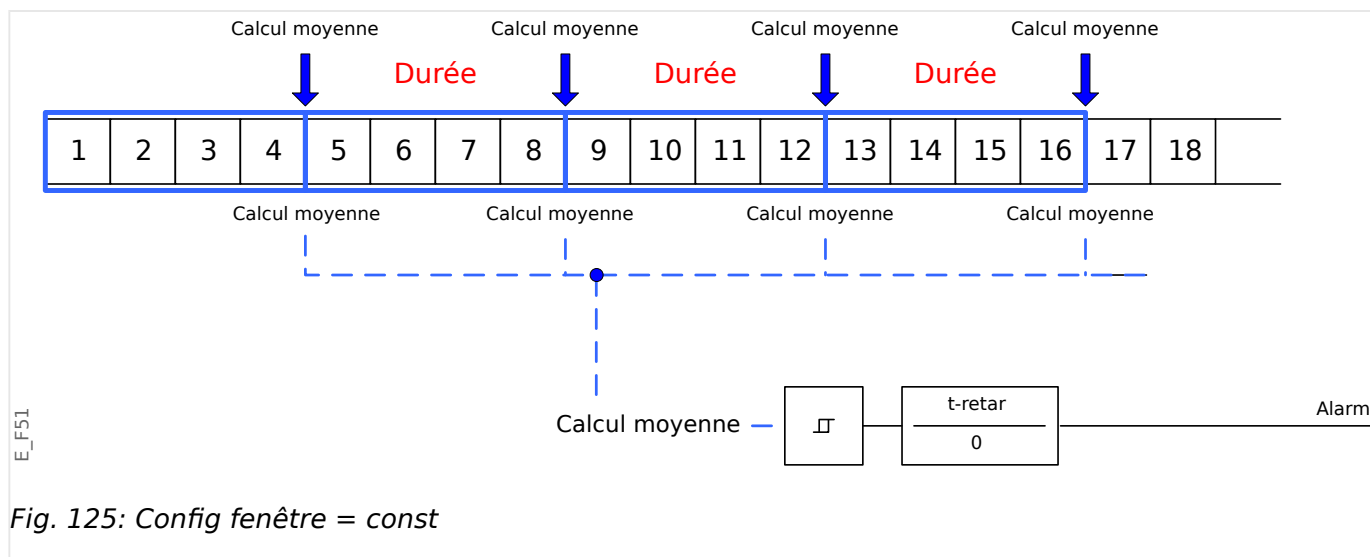 Calcul moyenne Calcul moyenne Calcul moyenne Calcul moyenne
Durée Durée Durée
1 2 3 4 5 6 7 8 9 10 11 12 13 14 15 16 17 18
Calcul moyenne Calcul moyenne Calcul moyenne Calcul moyenne
t-retar
Alarm
Calcul moyenne
0
E_F51
Fig. 125: Config fenêtre = const